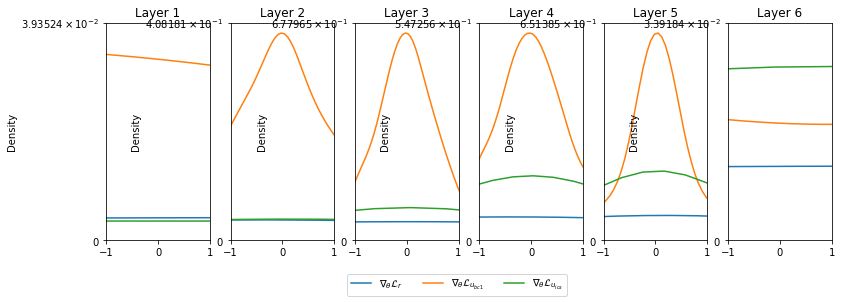 Layer 1 Layer 2 Layer 3 Layer 4 Layer 5 Layer 6
3.93524 × 10⁻² 4.08181 × 10⁻¹ 6.77965 × 10⁻¹ 5.47256 × 10⁻¹ 6.51385 × 10⁻¹ 3.39184 × 10⁻²
Density Density Density Density Density Density
0 0 0 0 0 0
−1 0 1 −1 0 1 −1 0 1 −1 0 1 −1 0 1 −1 0 1
∇θℒr ∇θℒu_bc1 ∇θℒu_ics